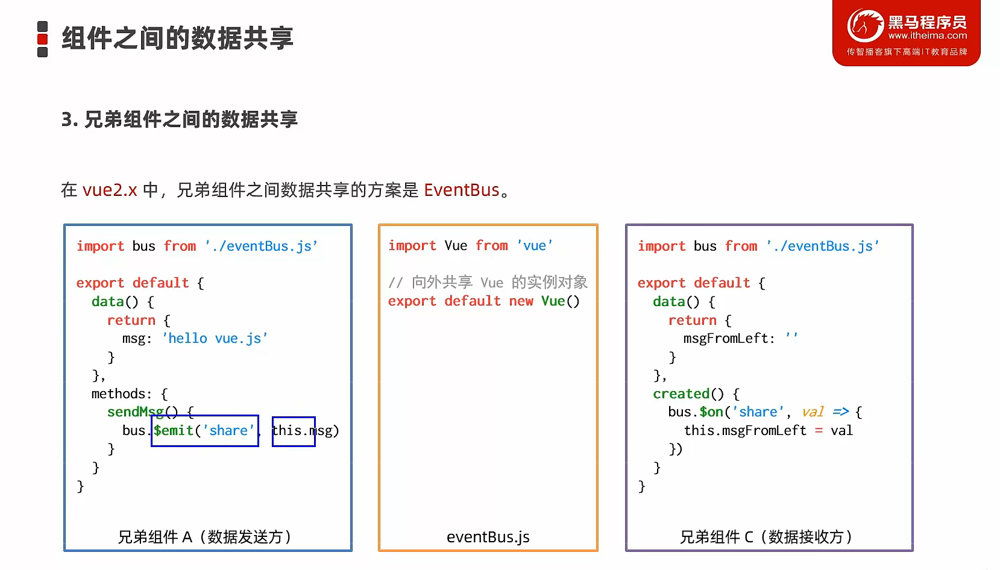 组件之间的数据共享
黑马程序员
www.itheima.com
传智播客旗下高端IT教育品牌
3. 兄弟组件之间的数据共享
在 vue2.x 中，兄弟组件之间数据共享的方案是 EventBus。
import bus from './eventBus.js'
export default {
data() {
return {
msg: 'hello vue.js'
}
},
methods: {
sendMsg() {
bus.$emit('share', this.msg)
}
}
}
兄弟组件 A（数据发送方）
import Vue from 'vue'
// 向外共享 Vue 的实例对象
export default new Vue()
eventBus.js
import bus from './eventBus.js'
export default {
data() {
return {
msgFromLeft: ''
}
},
created() {
bus.$on('share', val => {
this.msgFromLeft = val
})
}
}
兄弟组件 C（数据接收方）